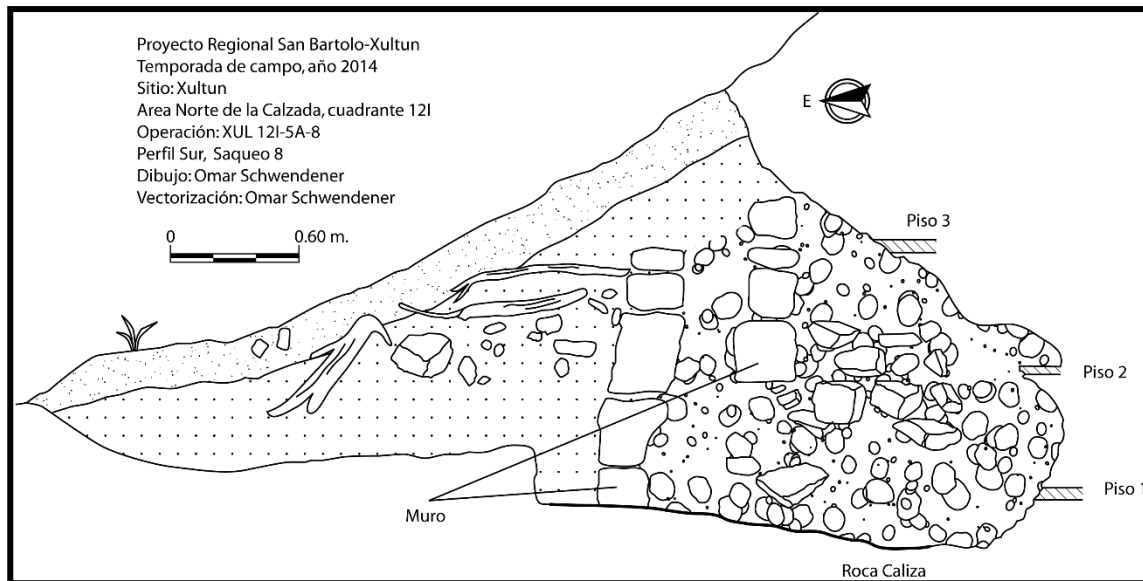 Proyecto Regional San Bartolo-Xultun
Temporada de campo, año 2014
Sitio: Xultun
Area Norte de la Calzada, cuadrante 12I
Operación: XUL 12I-5A-8
Perfil Sur, Saqueo 8
Dibujo: Omar Schwendener
Vectorización: Omar Schwendener
0 0.60 m.
E
Piso 3
Piso 2
Piso 1
Muro
Roca Caliza